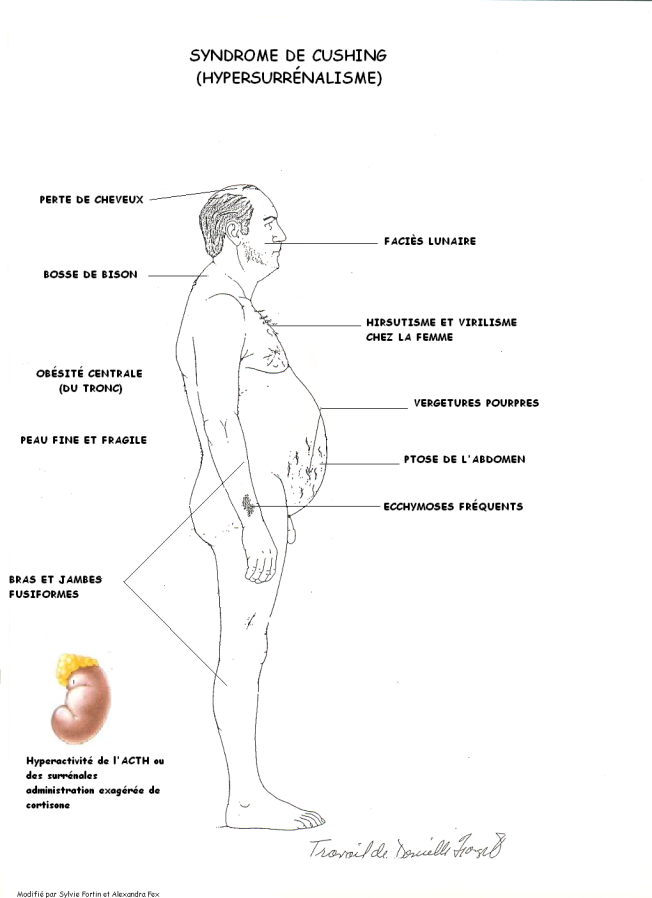 SYNDROME DE CUSHING
(HYPERSURRÉNALISME)
PERTE DE CHEVEUX
FACIÈS LUNAIRE
BOSSE DE BISON
HIRSUTISME ET VIRILISME
CHEZ LA FEMME
OBÉSITÉ CENTRALE
(DU TRONC)
VERGETURES POURPRES
PEAU FINE ET FRAGILE
PTOSE DE L'ABDOMEN
ECCHYMOSES FRÉQUENTS
BRAS ET JAMBES
FUSIFORMES
Hyperactivité de l'ACTH ou
des surrénales
administration exagérée de
cortisone
Travail de Danielle
Modifié par Sylvie Fortin et Alexandra Fex